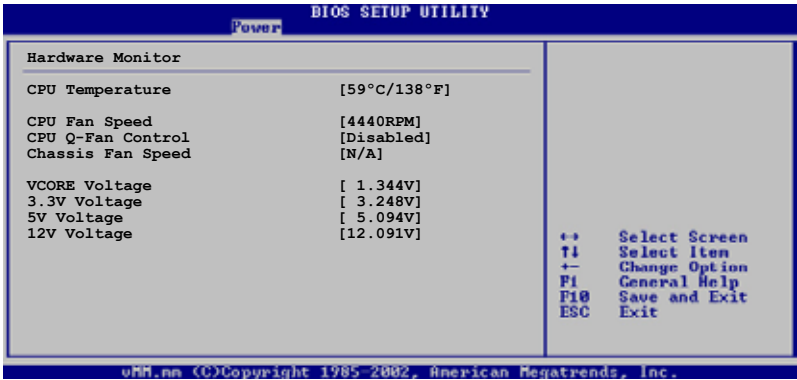 BIOS SETUP UTILITY
Power
Hardware Monitor
CPU Temperature [59°C/138°F]
CPU Fan Speed [4440RPM]
CPU Q-Fan Control [Disabled]
Chassis Fan Speed [N/A]
VCORE Voltage [ 1.344V]
3.3V Voltage [ 3.248V]
5V Voltage [ 5.094V]
12V Voltage [12.091V]
←→ Select Screen
↑↓ Select Item
+- Change Option
F1 General Help
F10 Save and Exit
ESC Exit
vMM.mm (C)Copyright 1985-2002, American Megatrends, Inc.